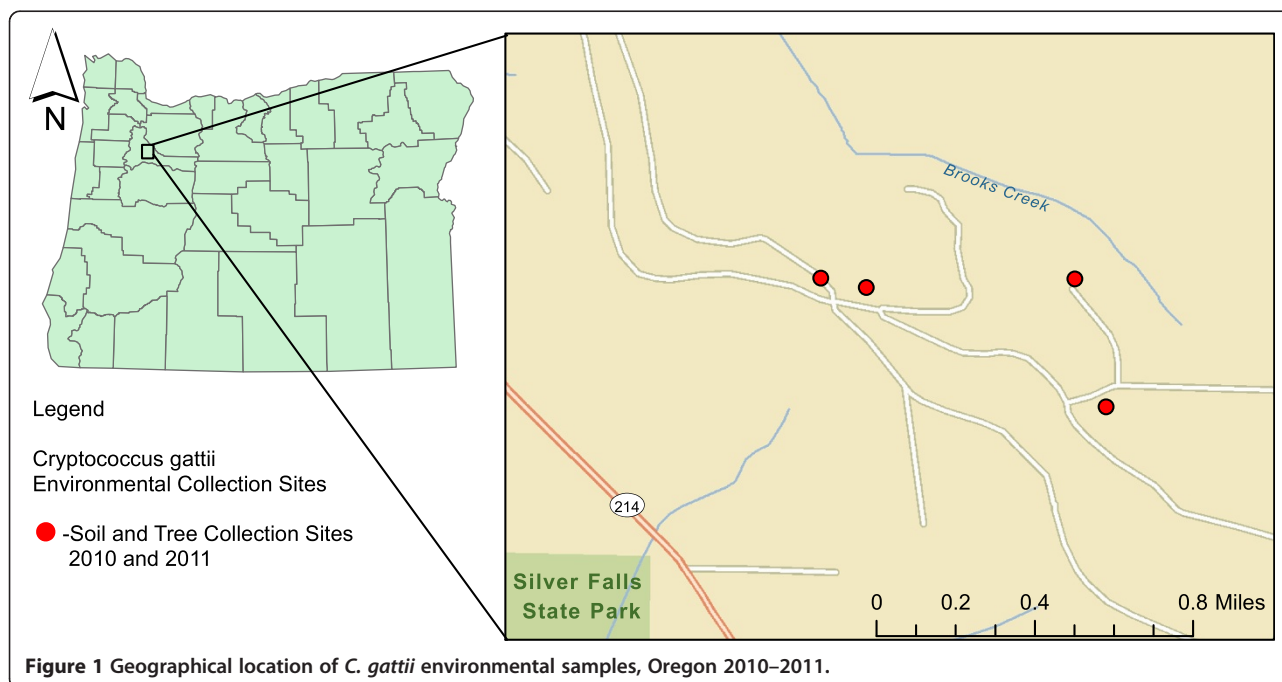 N
Legend
Cryptococcus gattii
Environmental Collection Sites
-Soil and Tree Collection Sites
2010 and 2011
Brooks Creek
214
Silver Falls
State Park
0 0.2 0.4 0.8 Miles
Figure 1 Geographical location of C. gattii environmental samples, Oregon 2010–2011.